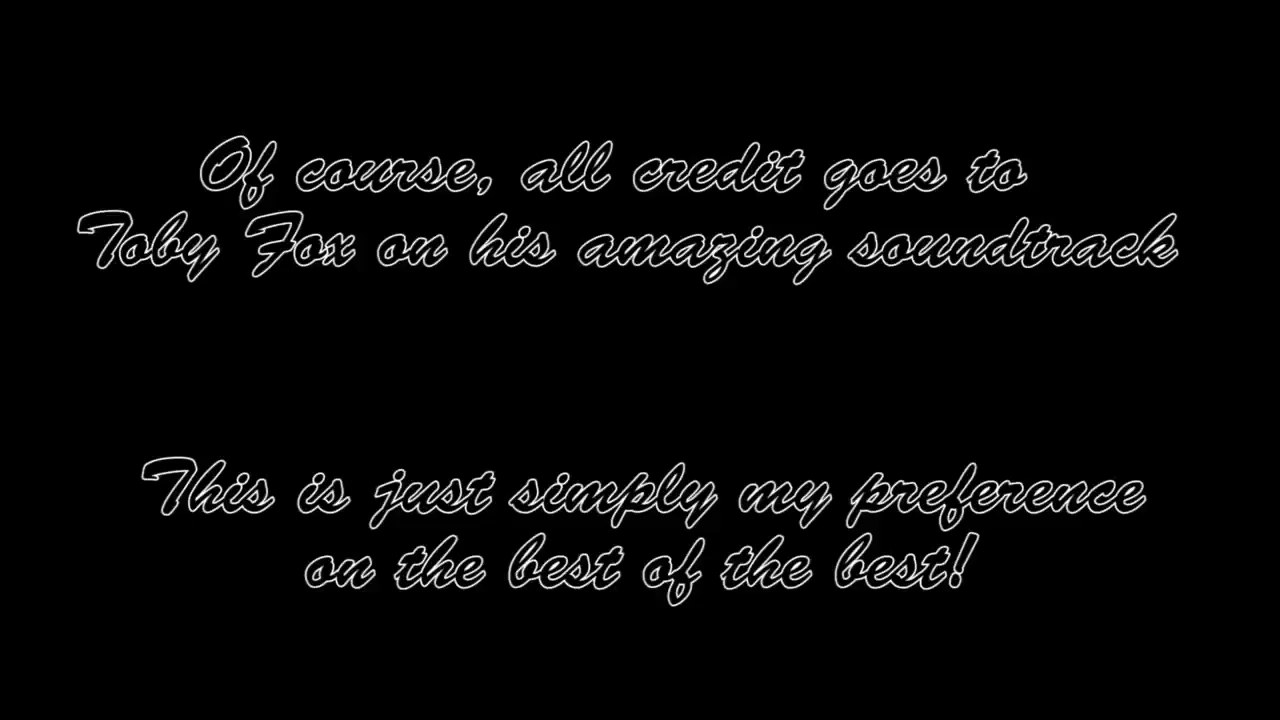 Of course, all credit goes to
Toby Fox on his amazing soundtrack
This is just simply my preference
on the best of the best!